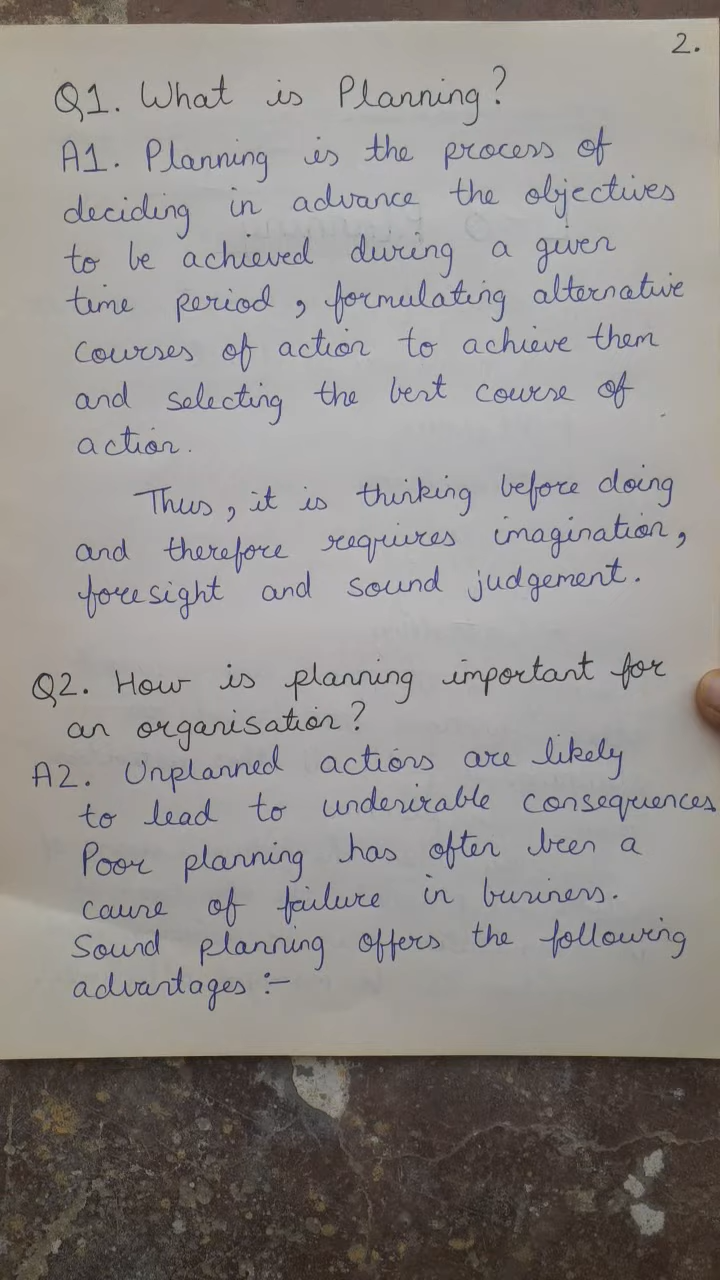 2.
Q1. What is Planning?
A1. Planning is the process of
deciding in advance the objectives
to be achieved during a given
time period, formulating alternative
courses of action to achieve them
and selecting the best course of
action.
Thus, it is thinking before doing
and therefore requires imagination,
foresight and sound judgement.
Q2. How is planning important for
an organisation?
A2. Unplanned actions are likely
to lead to undesirable consequences
Poor planning has often been a
cause of failure in business.
Sound planning offers the following
advantages :-